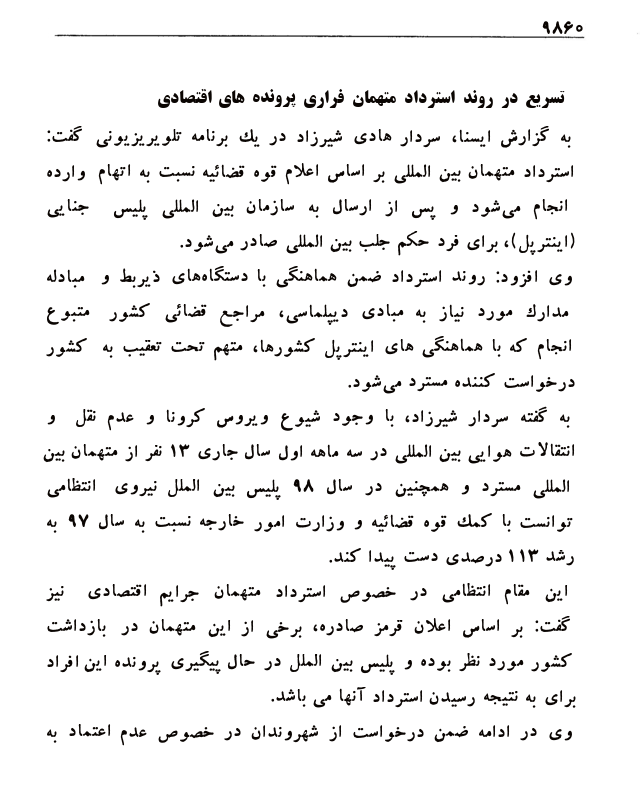 ۹۸۶۰
تسریع در روند استرداد متهمان فراری پرونده های اقتصادی
به گزارش ایسنا، سردار هادی شیرزاد در یك برنامه تلویریزیونی گفت:
استرداد متهمان بین المللی بر اساس اعلام قوه قضائیه نسبت به اتهام وارده
انجام می‌شود و پس از ارسال به سازمان بین المللی پلیس جنایی
(اینترپل)، برای فرد حکم جلب بین المللی صادر می‌شود.
وی افزود: روند استرداد ضمن هماهنگی با دستگاه‌های ذیربط و مبادله
مدارك مورد نیاز به مبادی دیپلماسی، مراجع قضائی کشور متبوع
انجام که با هماهنگی های اینترپل کشورها، متهم تحت تعقیب به کشور
درخواست کننده مسترد می‌شود.
به گفته سردار شیرزاد، با وجود شیوع ویروس کرونا و عدم نقل و
انتقالات هوایی بین المللی در سه ماهه اول سال جاری ۱۳ نفر از متهمان بین
المللی مسترد و همچنین در سال ۹۸ پلیس بین الملل نیروی انتظامی
توانست با کمك قوه قضائیه و وزارت امور خارجه نسبت به سال ۹۷ به
رشد ۱۱۳ درصدی دست پیدا کند.
این مقام انتظامی در خصوص استرداد متهمان جرایم اقتصادی نیز
گفت: بر اساس اعلان قرمز صادره، برخی از این متهمان در بازداشت
کشور مورد نظر بوده و پلیس بین الملل در حال پیگیری پرونده این افراد
برای به نتیجه رسیدن استرداد آنها می باشد.
وی در ادامه ضمن درخواست از شهروندان در خصوص عدم اعتماد به